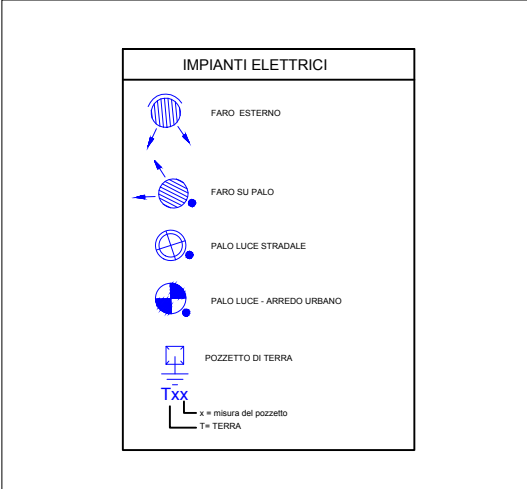 IMPIANTI ELETTRICI
FARO ESTERNO
FARO SU PALO
PALO LUCE STRADALE
PALO LUCE - ARREDO URBANO
POZZETTO DI TERRA
Txx
x = misura del pozzetto
T= TERRA